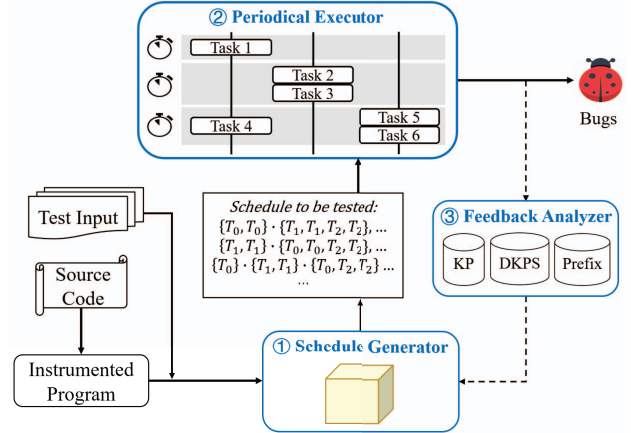 ② Periodical Executor
Task 1
Task 2
Task 3
Task 4
Task 5
Task 6
Bugs
Test Input
Schedule to be tested:
{T₀, T₀} · {T₁, T₁, T₂, T₂}, ...
{T₁, T₁} · {T₀, T₀, T₂, T₂}, ...
{T₀} · {T₁, T₁} · {T₀, T₂, T₂} ...
...
③ Feedback Analyzer
KP
DKPS
Prefix
Source
Code
① Schedule Generator
Instrumented
Program